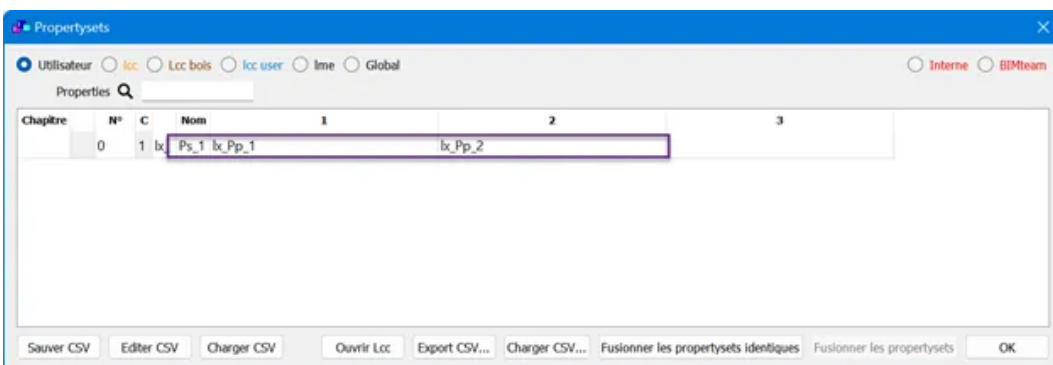 Propertysets
Utilisateur lcc Lcc bois lcc user Ime Global Interne BIMteam
Properties
Chapitre N° C Nom 1 2 3
0 1 lx_ Ps_1 lx_Pp_1 lx_Pp_2
Sauver CSV Editer CSV Charger CSV Ouvrir Lcc Export CSV... Charger CSV... Fusionner les propertysets identiques Fusionner les propertysets OK